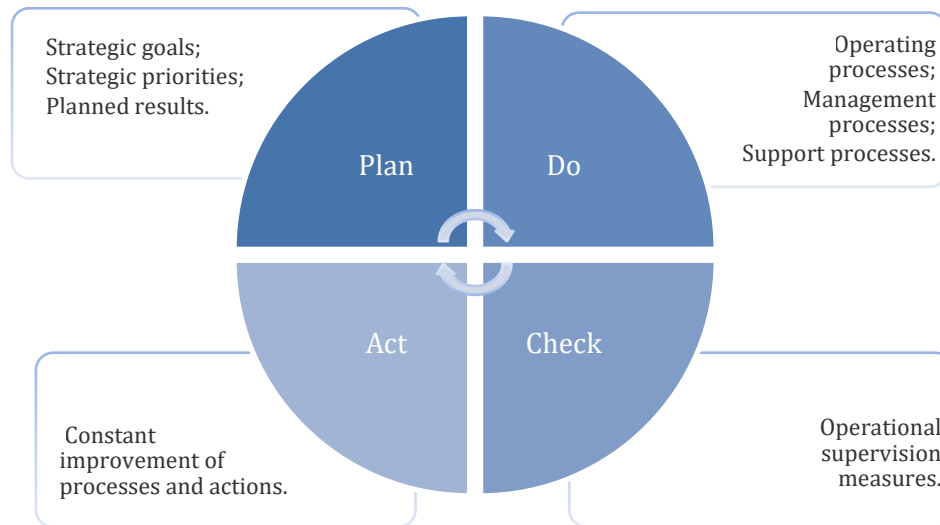 Strategic goals;
Strategic priorities;
Planned results.
Operating
processes;
Management
processes;
Support processes.
Plan
Do
Act
Check
Constant
improvement of
processes and actions.
Operational
supervision
measures.